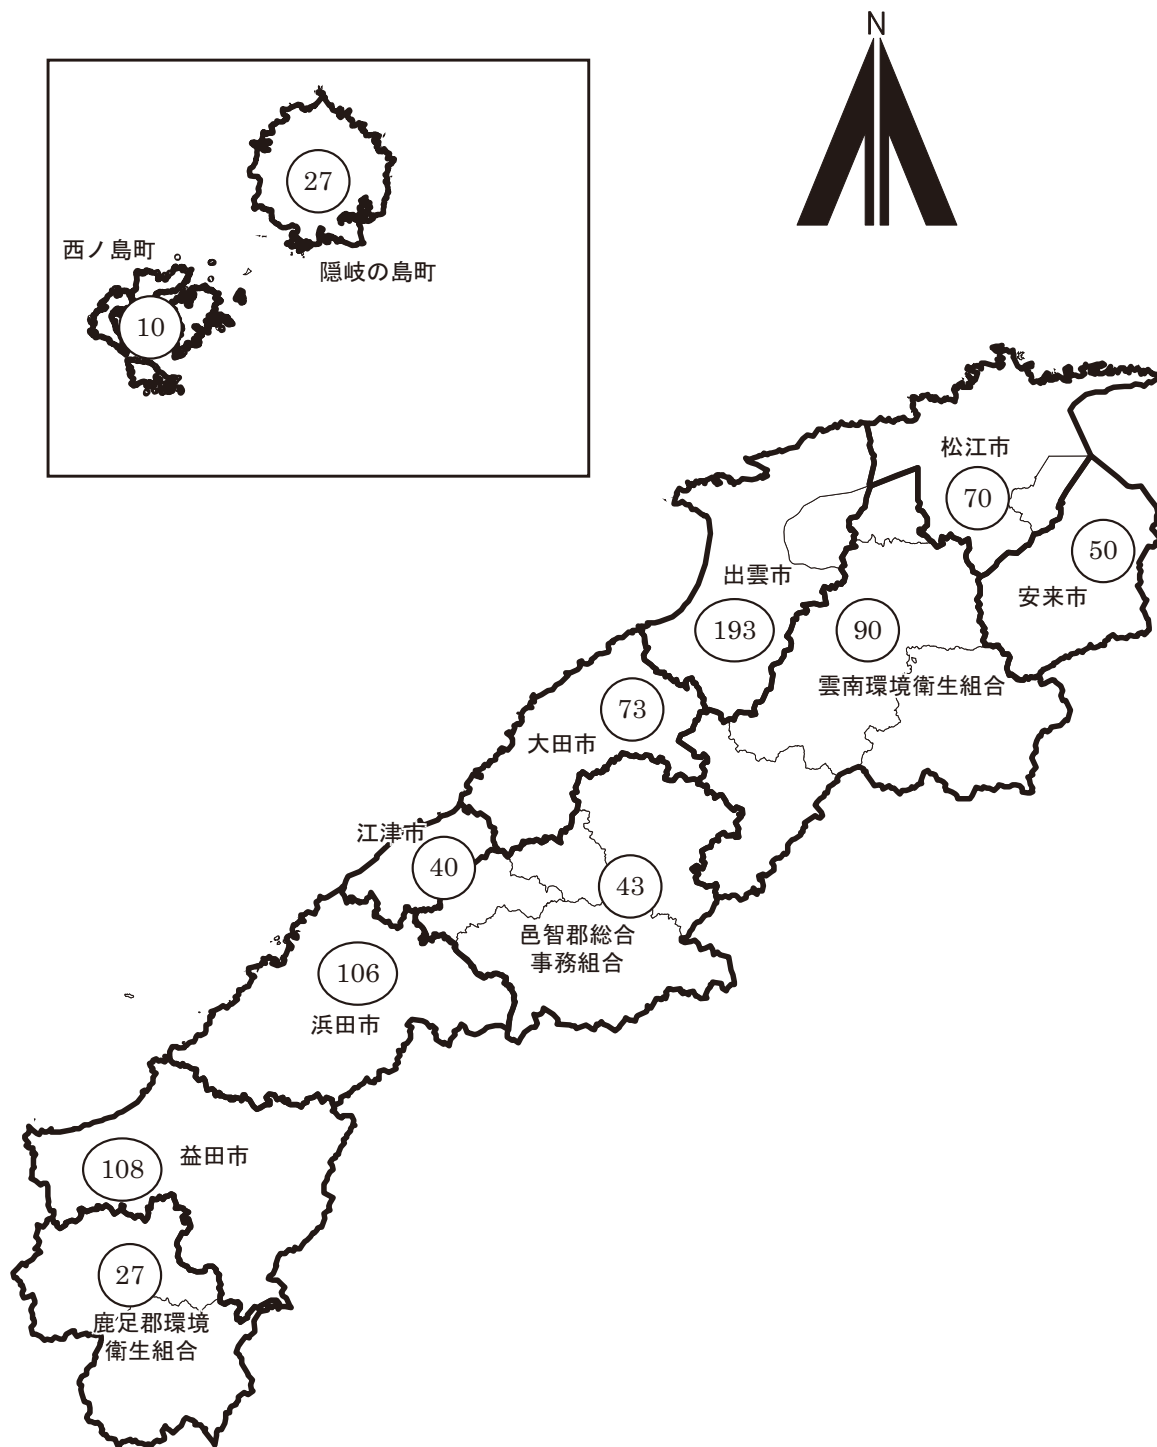 N
27
西ノ島町
隠岐の島町
10
松江市
70
50
出雲市
安来市
193
90
雲南環境衛生組合
73
大田市
江津市
40
43
邑智郡総合
事務組合
106
浜田市
益田市
108
27
鹿足郡環境
衛生組合